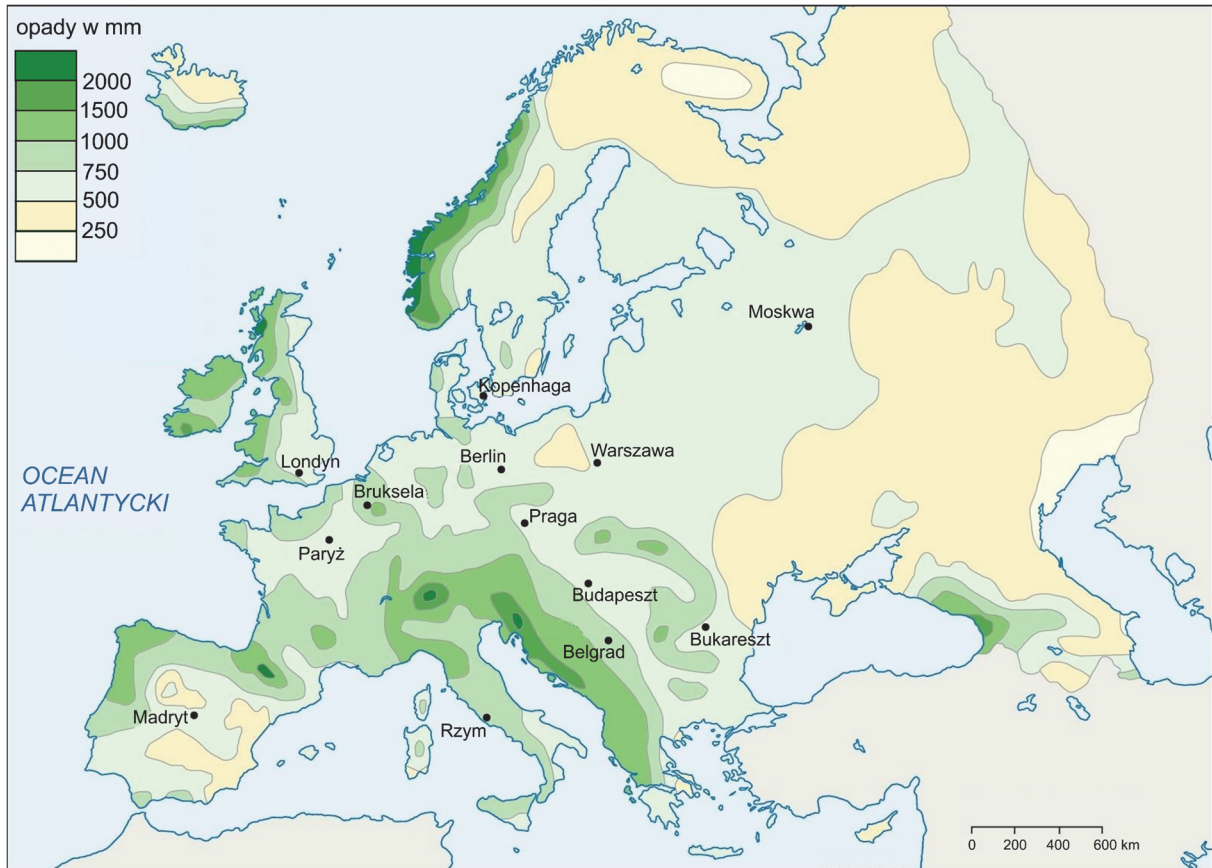 opady w mm
2000
1500
1000
750
500
250
Moskwa
Kopenhaga
Warszawa
Berlin
Londyn
OCEAN
ATLANTYCKI
Bruksela
Praga
Paryż
Budapeszt
Bukareszt
Belgrad
Madryt
Rzym
0 200 400 600 km